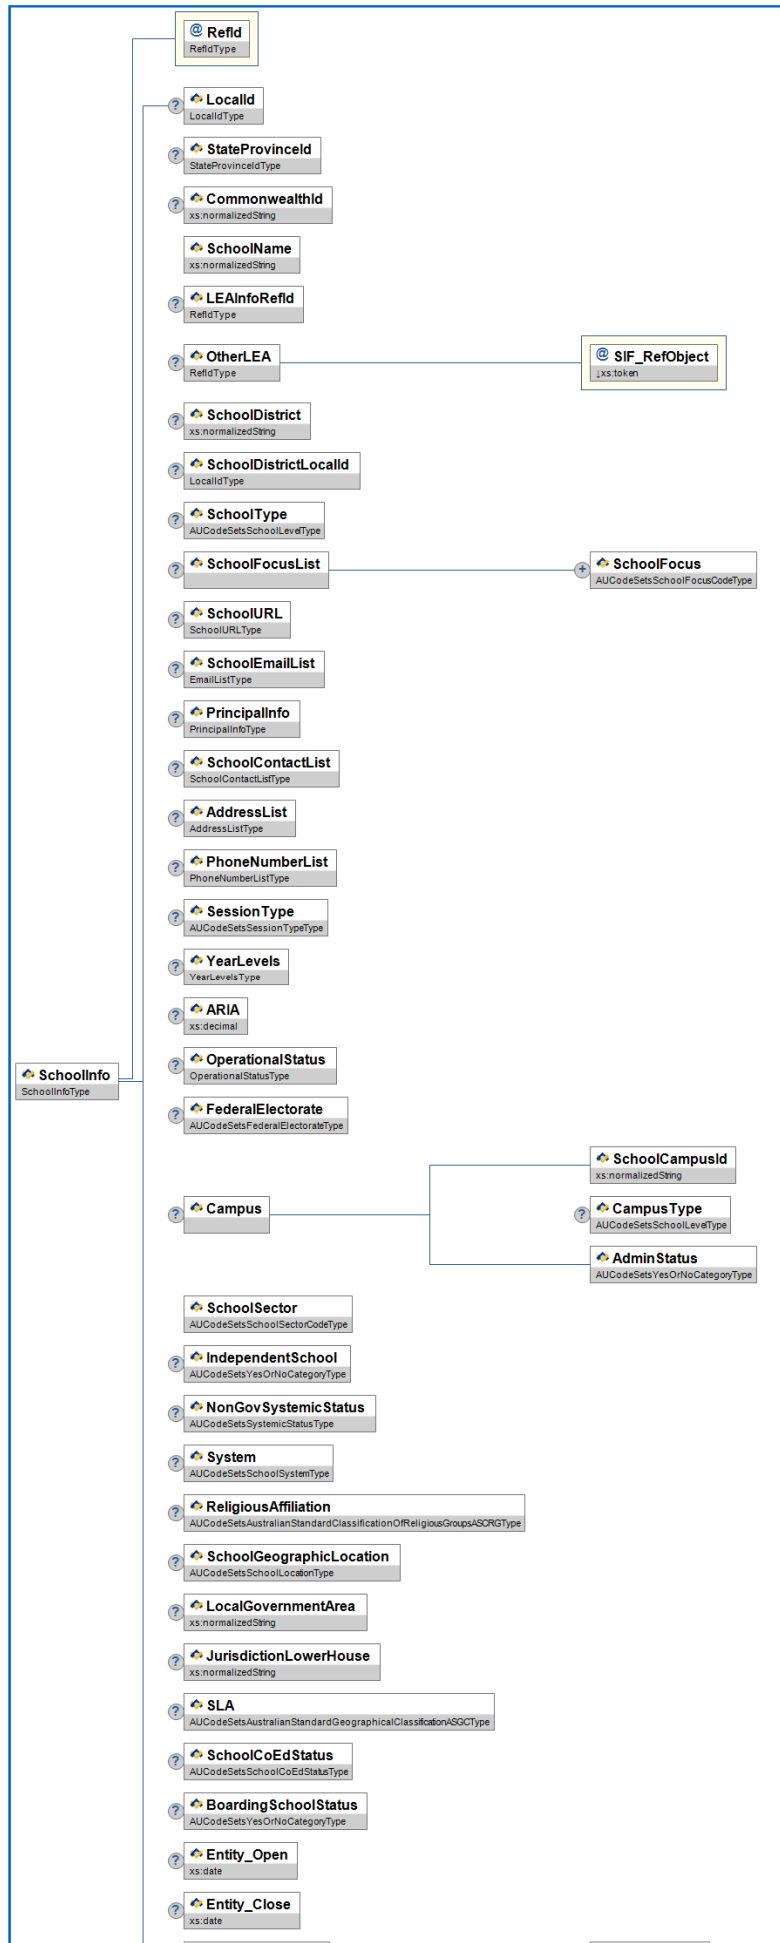 @ RefId
RefIdType
? LocalId
LocalIdType
? StateProvinceId
StateProvinceIdType
? CommonwealthId
xs:normalizedString
SchoolName
xs:normalizedString
? LEAInfoRefId
RefIdType
? OtherLEA
RefIdType
@ SIF_RefObject
↓xs:token
? SchoolDistrict
xs:normalizedString
? SchoolDistrictLocalId
LocalIdType
? SchoolType
AUCodeSetsSchoolLevelType
? SchoolFocusList
+ SchoolFocus
AUCodeSetsSchoolFocusCodeType
? SchoolURL
SchoolURLType
? SchoolEmailList
EmailListType
? PrincipalInfo
PrincipalInfoType
? SchoolContactList
SchoolContactListType
? AddressList
AddressListType
? PhoneNumberList
PhoneNumberListType
? SessionType
AUCodeSetsSessionTypeType
? YearLevels
YearLevelsType
? ARIA
xs:decimal
SchoolInfo
SchoolInfoType
? OperationalStatus
OperationalStatusType
? FederalElectorate
AUCodeSetsFederalElectorateType
SchoolCampusId
xs:normalizedString
? Campus
? CampusType
AUCodeSetsSchoolLevelType
AdminStatus
AUCodeSetsYesOrNoCategoryType
SchoolSector
AUCodeSetsSchoolSectorCodeType
? IndependentSchool
AUCodeSetsYesOrNoCategoryType
? NonGovSystemicStatus
AUCodeSetsSystemicStatusType
? System
AUCodeSetsSchoolSystemType
? ReligiousAffiliation
AUCodeSetsAustralianStandardClassificationOfReligiousGroupsASCRGType
? SchoolGeographicLocation
AUCodeSetsSchoolLocationType
? LocalGovernmentArea
xs:normalizedString
? JurisdictionLowerHouse
xs:normalizedString
? SLA
AUCodeSetsAustralianStandardGeographicalClassificationASGCType
? SchoolCoEdStatus
AUCodeSetsSchoolCoEdStatusType
? BoardingSchoolStatus
AUCodeSetsYesOrNoCategoryType
? Entity_Open
xs:date
? Entity_Close
xs:date